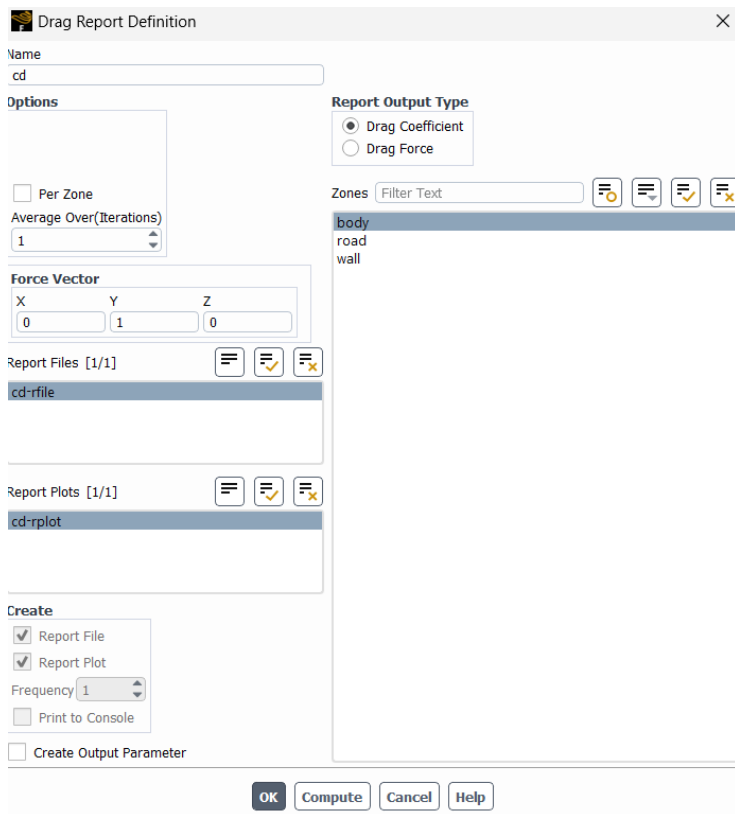 Drag Report Definition
Name
cd
Options
Per Zone
Average Over(Iterations)
1
Force Vector
X Y Z
0 1 0
Report Files [1/1]
cd-rfile
Report Plots [1/1]
cd-rplot
Create
Report File
Report Plot
Frequency 1
Print to Console
Create Output Parameter
Report Output Type
Drag Coefficient
Drag Force
Zones Filter Text
body
road
wall
OK Compute Cancel Help